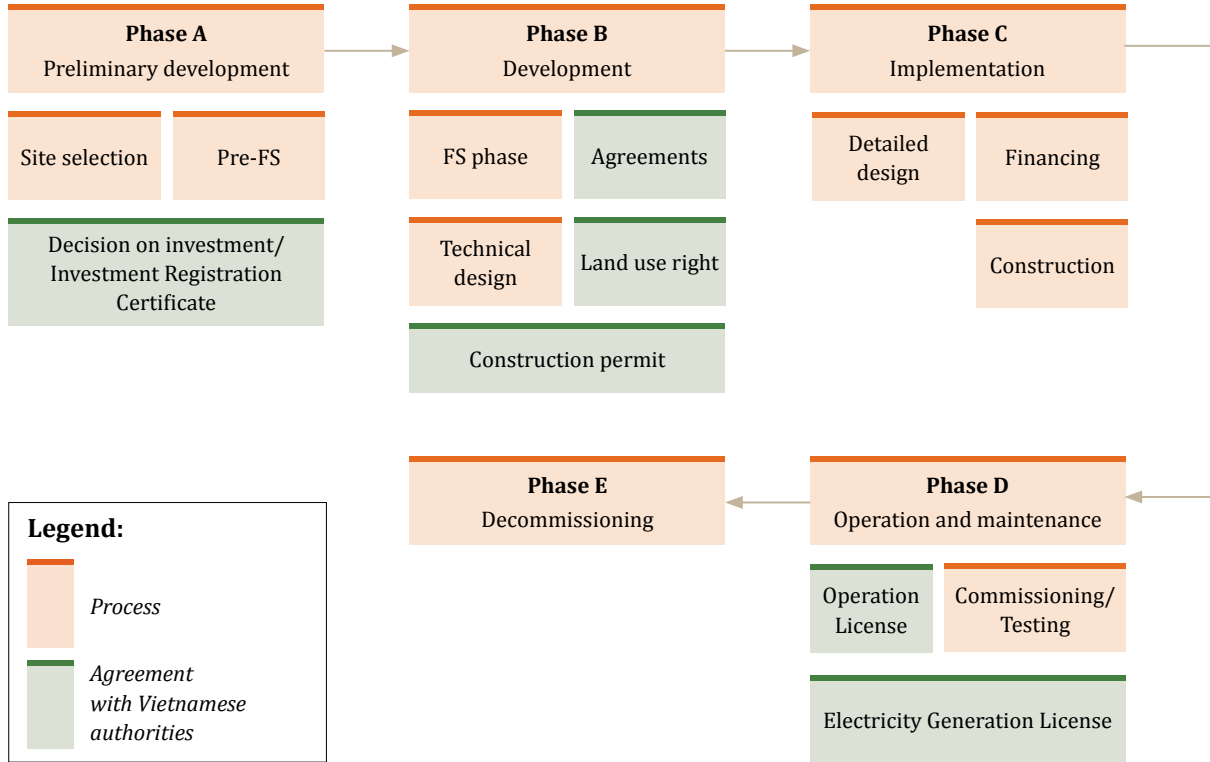 Phase A
Preliminary development
Site selection
Pre-FS
Decision on investment/
Investment Registration
Certificate
Phase B
Development
FS phase
Agreements
Technical
design
Land use right
Construction permit
Phase C
Implementation
Detailed
design
Financing
Construction
Phase D
Operation and maintenance
Operation
License
Commissioning/
Testing
Electricity Generation License
Phase E
Decommissioning
Legend:
Process
Agreement
with Vietnamese
authorities